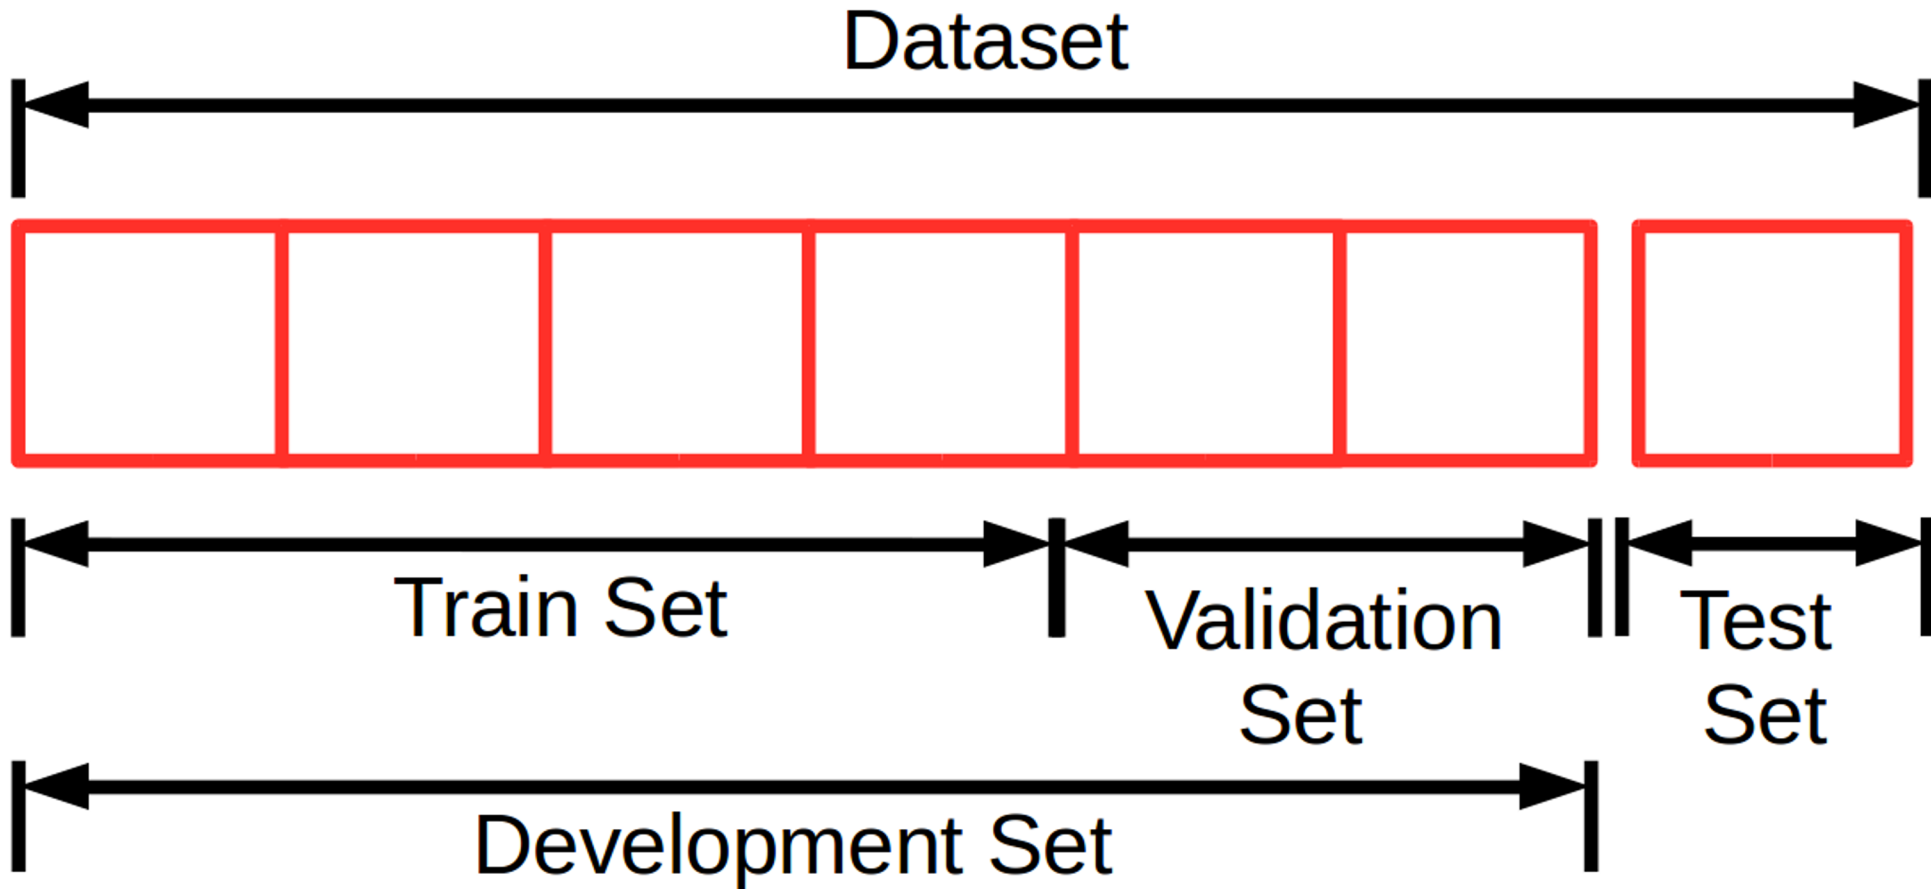 Dataset
Train Set
Validation
Set
Test
Set
Development Set